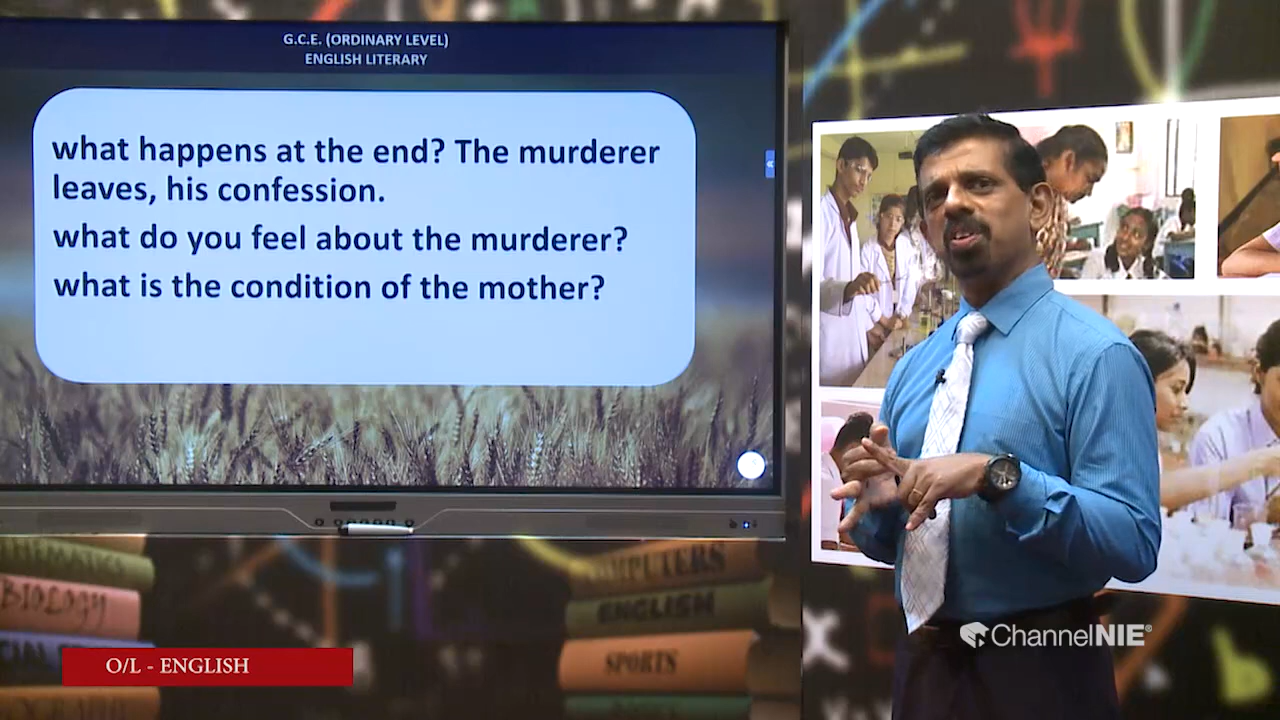 G.C.E. (ORDINARY LEVEL)
ENGLISH LITERARY
what happens at the end? The murderer
leaves, his confession.
what do you feel about the murderer?
what is the condition of the mother?
BIOLOGY
COMPUTERS
ENGLISH
SPORTS
O/L - ENGLISH
ChannelNIE®